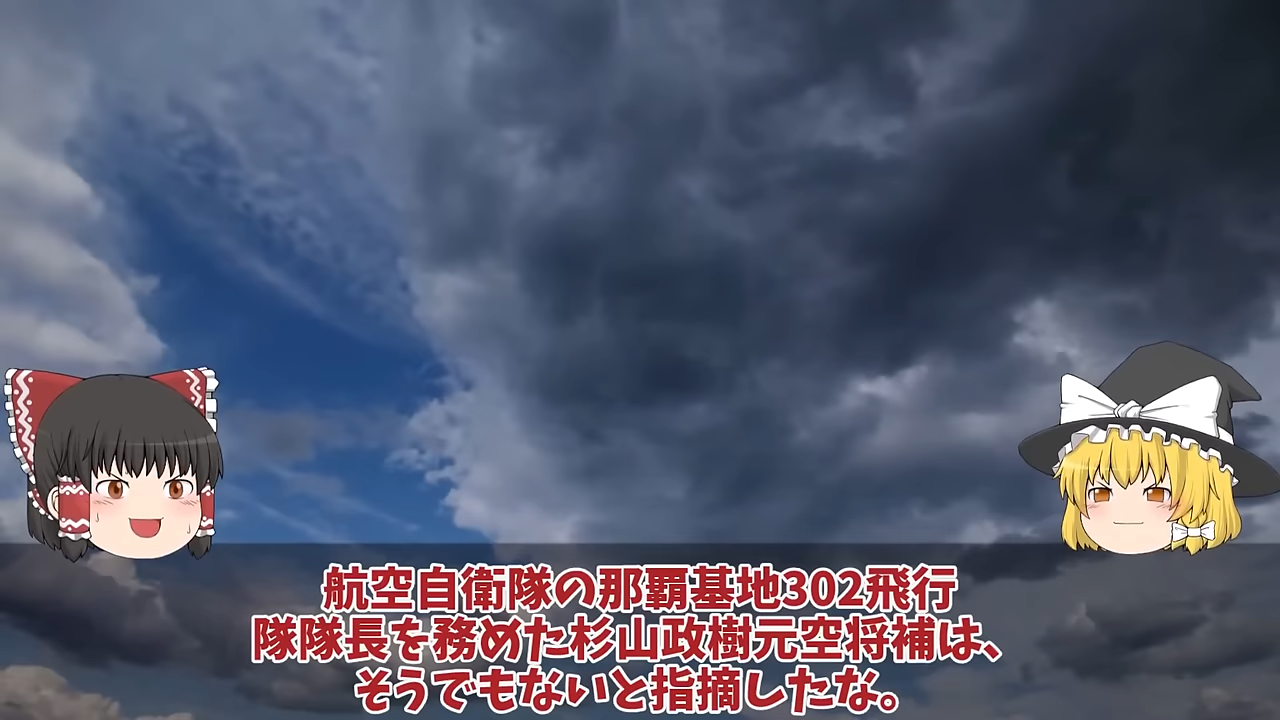 航空自衛隊の那覇基地302飛行
隊隊長を務めた杉山政樹元空将補は、
そうでもないと指摘したな。